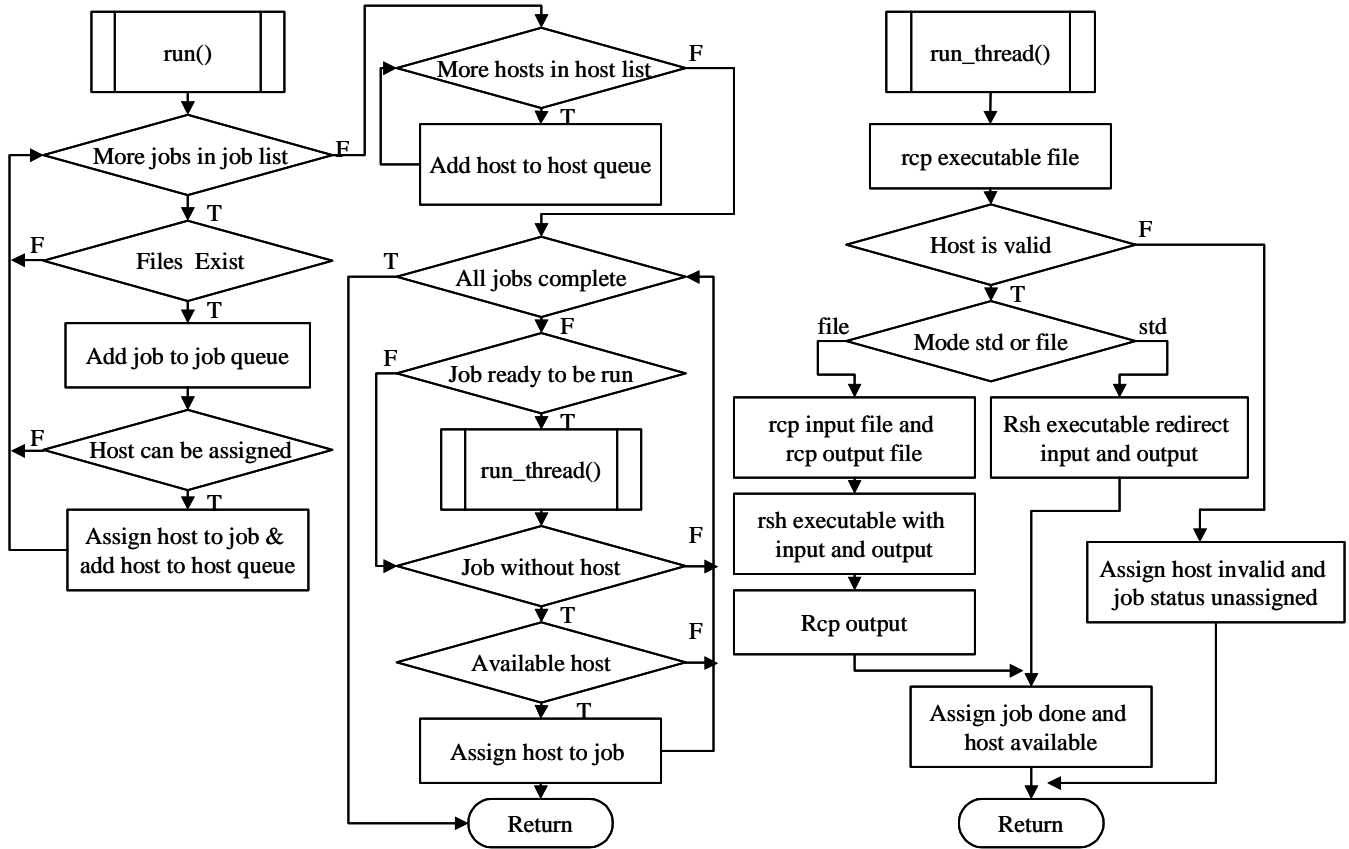 run()
More jobs in job list
F
T
Files Exist
F
T
Add job to job queue
Host can be assigned
F
T
Assign host to job &
add host to host queue
More hosts in host list
F
T
Add host to host queue
All jobs complete
T
F
Job ready to be run
F
T
run_thread()
Job without host
F
T
Available host
F
T
Assign host to job
Return
run_thread()
rcp executable file
Host is valid
F
T
Mode std or file
file
std
rcp input file and
rcp output file
rsh executable with
input and output
Rcp output
Rsh executable redirect
input and output
Assign host invalid and
job status unassigned
Assign job done and
host available
Return